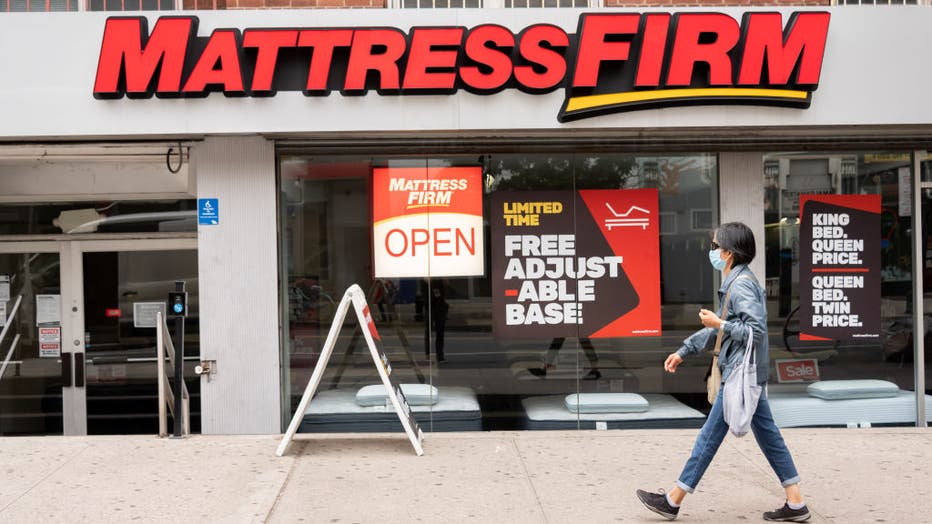 MATTRESS FIRM
MATTRESS
FIRM
OPEN
LIMITED
TIME
FREE
ADJUST
-ABLE
BASE
KING
BED.
QUEEN
PRICE.
QUEEN
BED.
TWIN
PRICE.
Sale